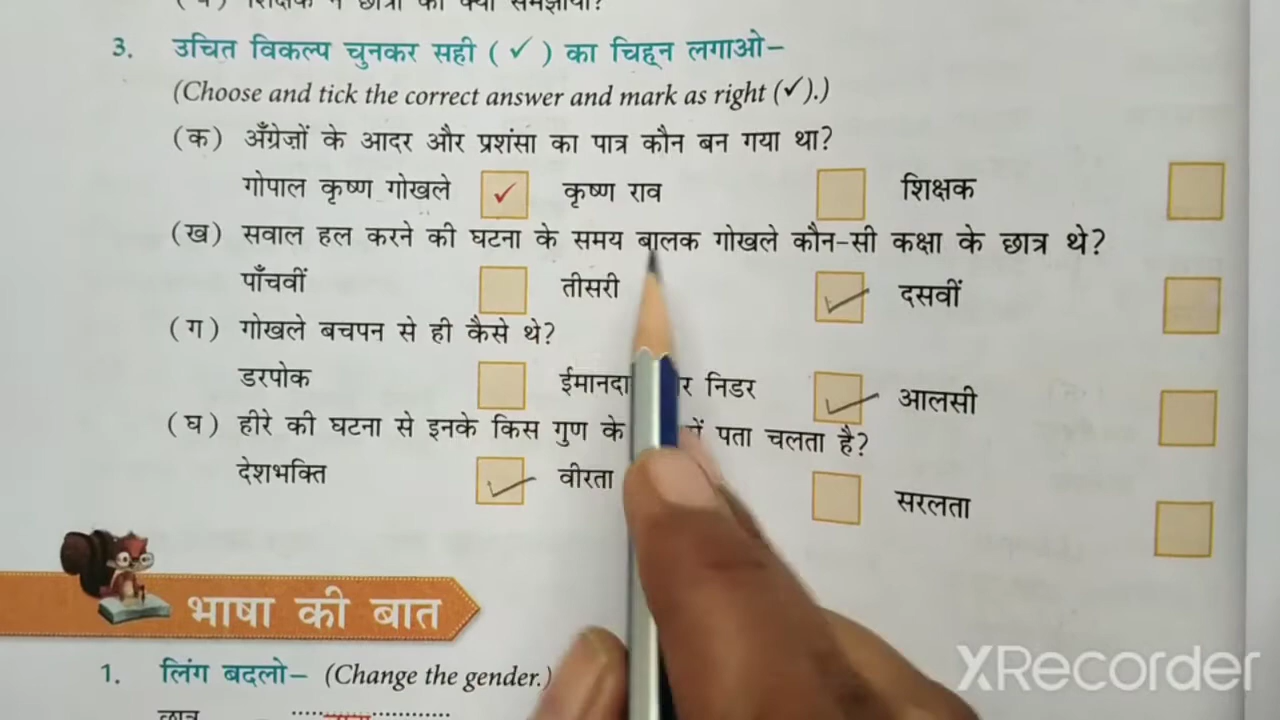 3. उचित विकल्प चुनकर सही ( ✓ ) का चिह्न लगाओ–
(Choose and tick the correct answer and mark as right (✓).)
(क) अँग्रेज़ों के आदर और प्रशंसा का पात्र कौन बन गया था?
गोपाल कृष्ण गोखले ✓ कृष्ण राव शिक्षक
(ख) सवाल हल करने की घटना के समय बालक गोखले कौन-सी कक्षा के छात्र थे?
पाँचवीं तीसरी ✓ दसवीं
(ग) गोखले बचपन से ही कैसे थे?
डरपोक निडर ✓ आलसी
(घ) हीरे की घटना से इनके किस गुण के पता चलता है?
देशभक्ति ✓ वीरता सरलता
भाषा की बात
1. लिंग बदलो– (Change the gender.)
XRecorder